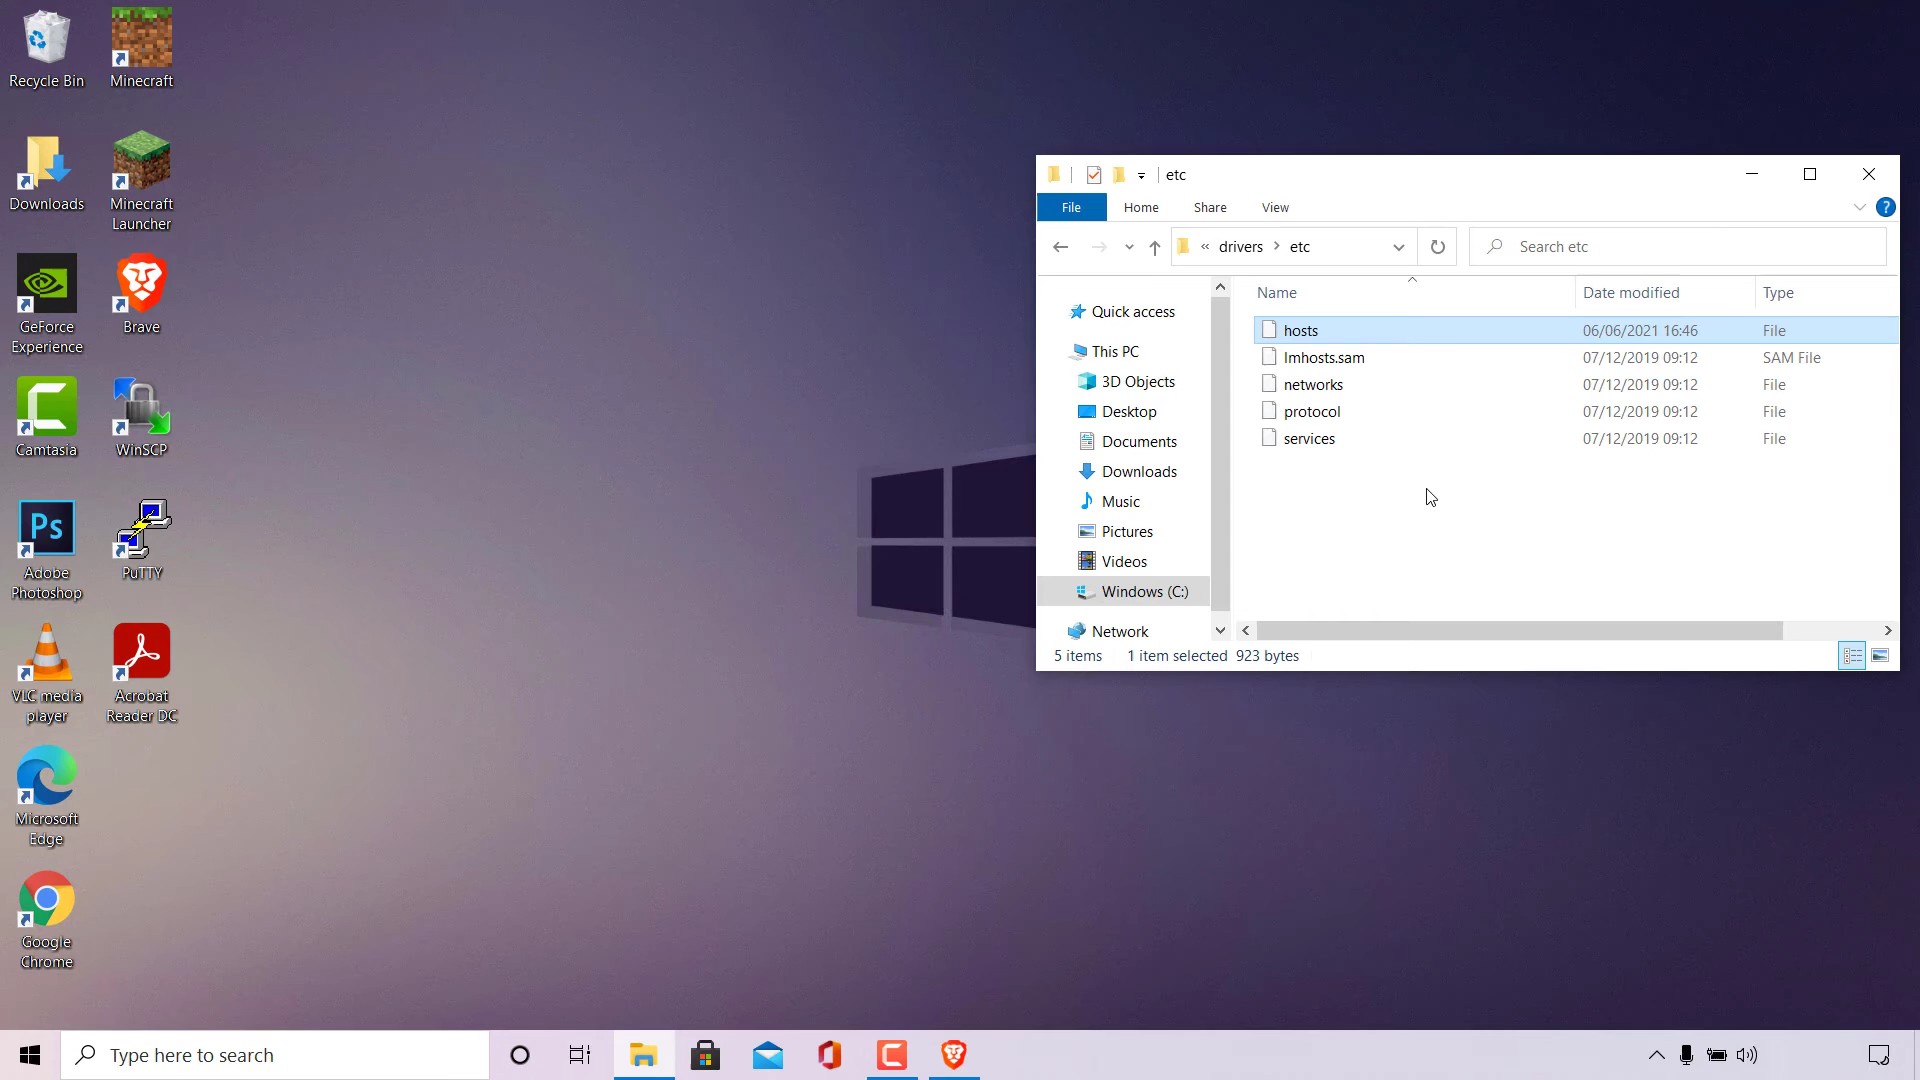 Recycle Bin
Minecraft
Downloads
Minecraft
Launcher
GeForce
Experience
Brave
Camtasia
WinSCP
Ps
Adobe
Photoshop
PuTTY
VLC media
player
Acrobat
Reader DC
Microsoft
Edge
Google
Chrome
etc
File
Home
Share
View
?
« drivers > etc
Search etc
Quick access
This PC
3D Objects
Desktop
Documents
Downloads
Music
Pictures
Videos
Windows (C:)
Network
Name Date modified Type
hosts 06/06/2021 16:46 File
lmhosts.sam 07/12/2019 09:12 SAM File
networks 07/12/2019 09:12 File
protocol 07/12/2019 09:12 File
services 07/12/2019 09:12 File
5 items 1 item selected 923 bytes
Type here to search